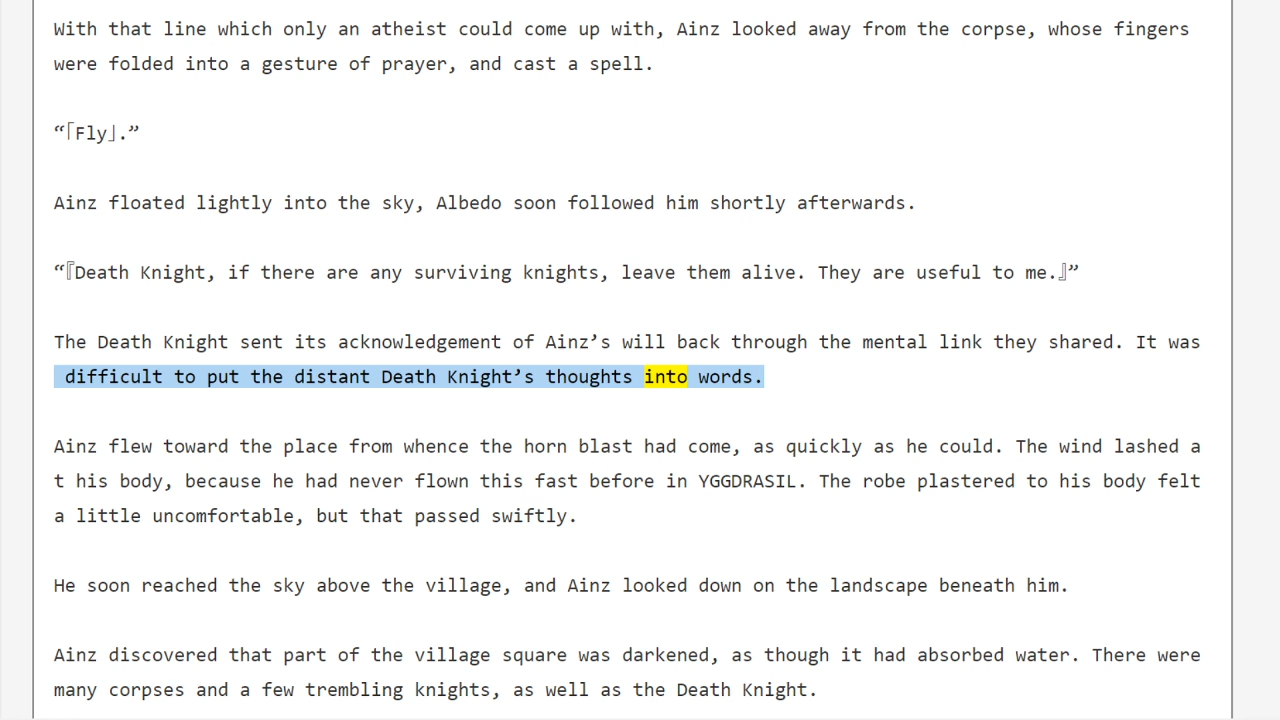 With that line which only an atheist could come up with, Ainz looked away from the corpse, whose fingers
were folded into a gesture of prayer, and cast a spell.
“「Fly」.”
Ainz floated lightly into the sky, Albedo soon followed him shortly afterwards.
“『Death Knight, if there are any surviving knights, leave them alive. They are useful to me.』”
The Death Knight sent its acknowledgement of Ainz’s will back through the mental link they shared. It was
difficult to put the distant Death Knight’s thoughts into words.
Ainz flew toward the place from whence the horn blast had come, as quickly as he could. The wind lashed a
t his body, because he had never flown this fast before in YGGDRASIL. The robe plastered to his body felt
a little uncomfortable, but that passed swiftly.
He soon reached the sky above the village, and Ainz looked down on the landscape beneath him.
Ainz discovered that part of the village square was darkened, as though it had absorbed water. There were
many corpses and a few trembling knights, as well as the Death Knight.